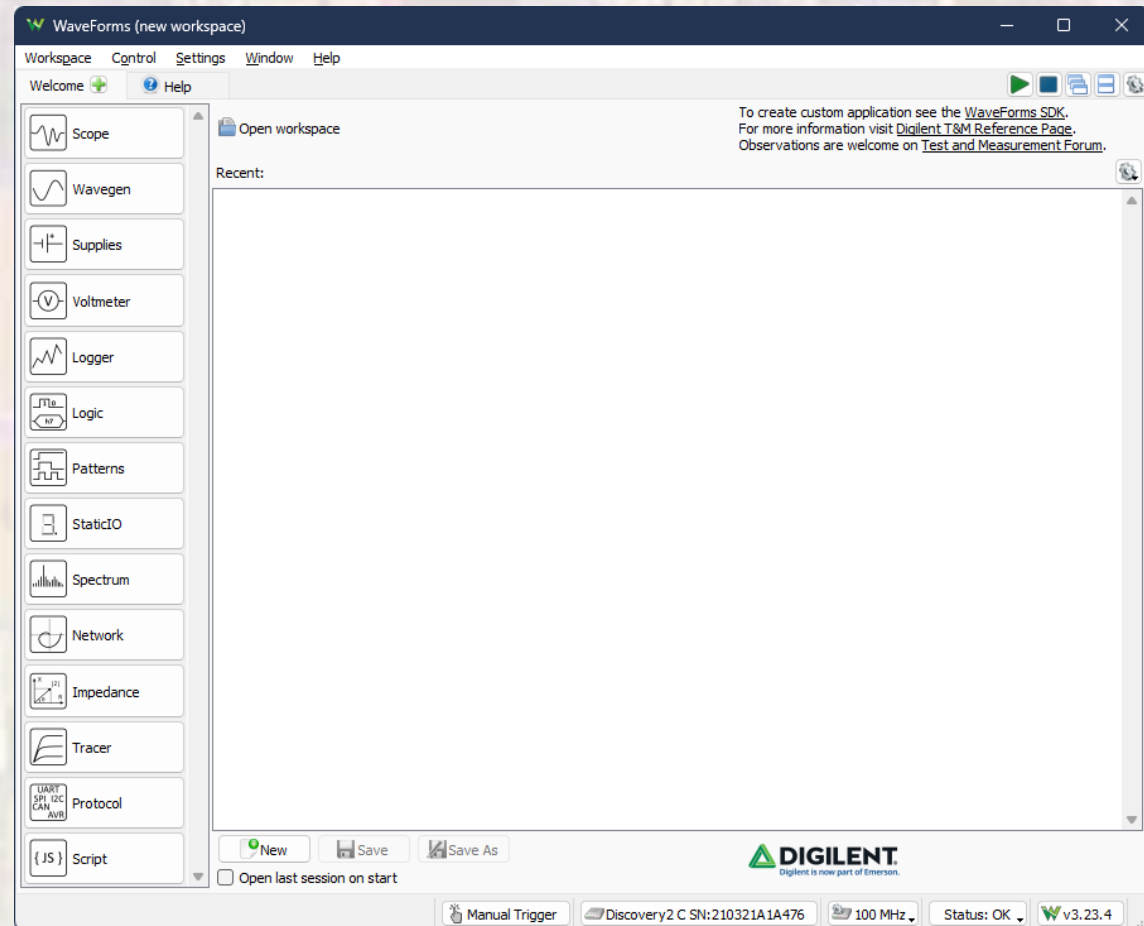 WaveForms (new workspace)
Workspace Control Settings Window Help
Welcome Help
To create custom application see the WaveForms SDK.
For more information visit Digilent T&M Reference Page.
Observations are welcome on Test and Measurement Forum.
Open workspace
Recent:
Scope
Wavegen
Supplies
Voltmeter
Logger
Logic
Patterns
StaticIO
Spectrum
Network
Impedance
Tracer
UART
SPI I2C
CAN
AVR
Protocol
{JS} Script
New Save Save As
Open last session on start
DIGILENT
Digilent is now part of Emerson.
Manual Trigger Discovery2 C SN:210321A1A476 100 MHz Status: OK v3.23.4